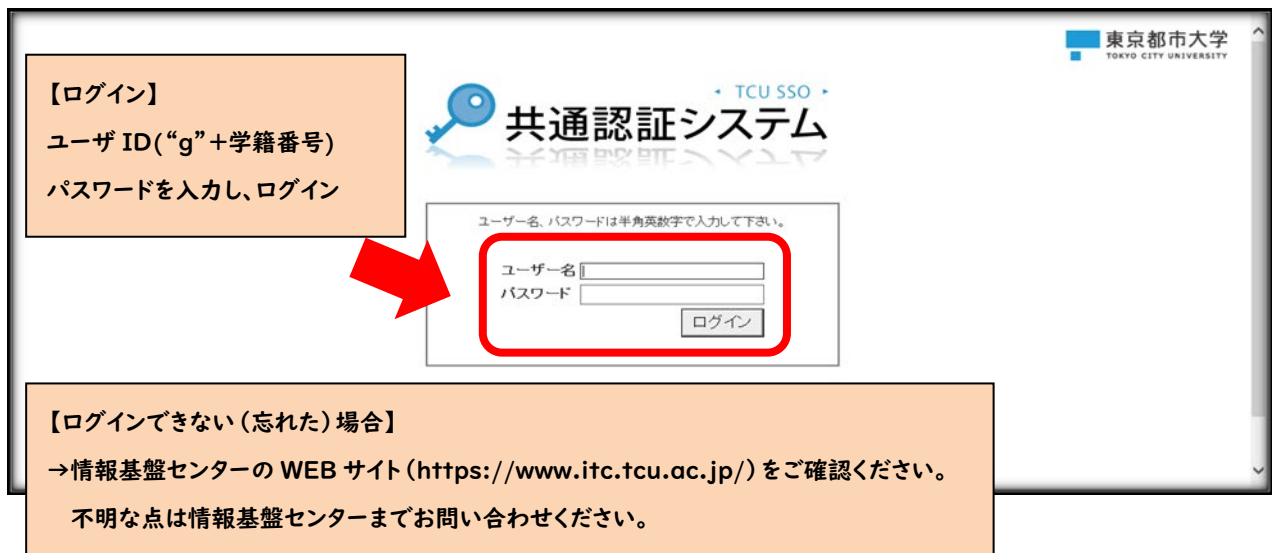 東京都市大学
TOKYO CITY UNIVERSITY
【ログイン】
ユーザ ID(“g”+学籍番号)
パスワードを入力し、ログイン
・ TCU SSO ・
共通認証システム
ユーザー名、パスワードは半角英数字で入力して下さい。
ユーザー名
パスワード
ログイン
【ログインできない(忘れた)場合】
→情報基盤センターの WEB サイト(https://www.itc.tcu.ac.jp/)をご確認ください。
不明な点は情報基盤センターまでお問い合わせください。